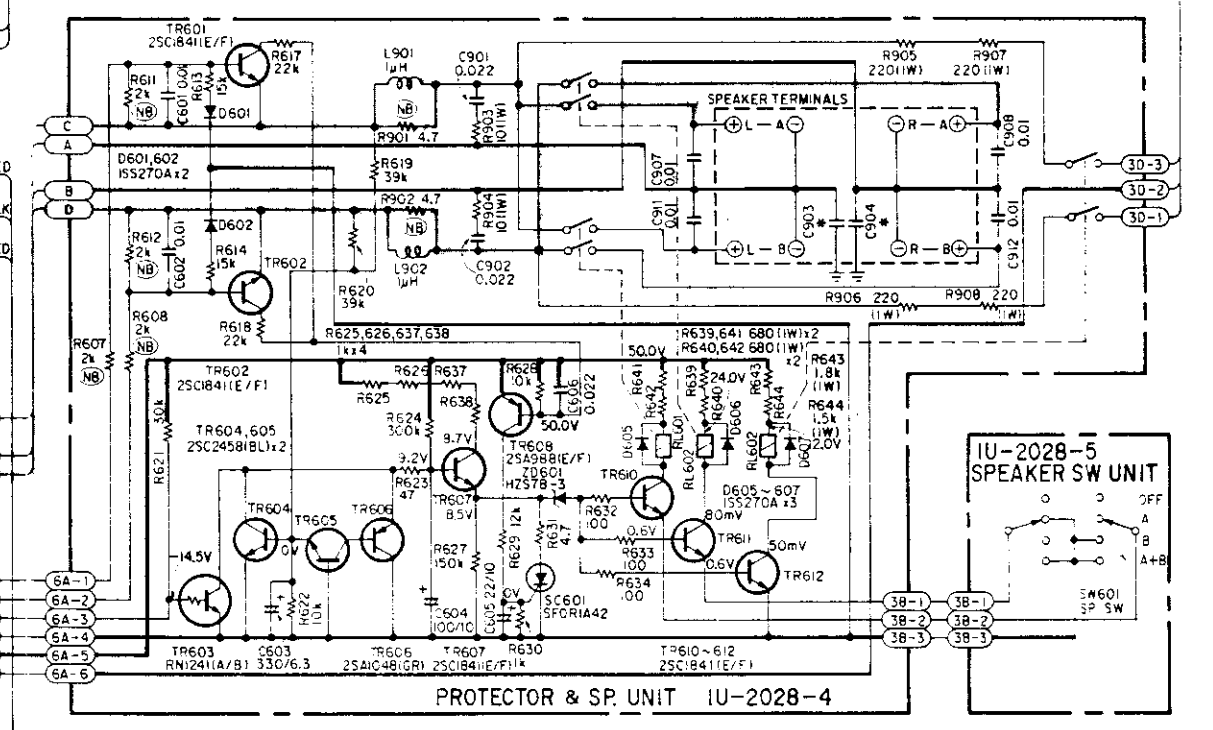 TR601
2SC1841(E/F)
R617
22k
L901
1µH
C901
0.022
R905
220(1W)
R907
220(1W)
R611
2k
NB
C601 0.01
R613
15k
D601
NB
R901 4.7
R903
10(1W)
SPEAKER TERMINALS
L-A
R-A
C908
0.01
C
A
B
D
D601,602
1SS270A x2
R619
39k
R902 4.7
NB
R904
10(1W)
C907
0.01
C911
0.01
C903
*
C904
*
3D-3
3D-2
3D-1
R612
2k
NB
C602 0.01
D602
R614
15k
TR602
L902
1µH
C902
0.022
L-B
R-B
C912 0.01
R620
39k
R906 220
(1W)
R908 220
(1W)
R607
2k
NB
R608
2k
NB
R618
22k
R625,626,637,638
1k x4
R639,641 680(1W)x2
R640,642 680(1W)
x2
TR602
2SC1841(E/F)
R626
R637
R625
R638
R628
10k
C606
0.022
50.0V
50.0V
24.0V
R641
R642
R639
R640
R643
R644
R643
1.8k
(1W)
R644
1.5k
(1W)
2.0V
R621
30k
TR604,605
2SC2458(BL)x2
R624
300k
9.7V
9.2V
R623
47
TR608
2SA988(E/F)
ZD601
HZS7B-3
D605
RL601
RL602
D606
RL602
D607
IU-2028-5
SPEAKER SW UNIT
OFF
A
B
A+B
SW601
SP. SW
TR604
TR605
TR606
TR607
8.5V
TR610
R632
100
D605~607
1SS270A x3
80mV
0V
R627
150k
R629 12k
R631
4.7
0.6V
R633
100
TR611
0.6V
50mV
R634
100
TR612
-14.5V
6A-1
6A-2
6A-3
6A-4
6A-5
6A-6
R622
10k
C604
100/10
C605 22/10
0V
SC601
SFOR1A42
R630
1k
3B-1
3B-2
3B-3
3B-1
3B-2
3B-3
TR603
RN1241(A/B)
C603
330/6.3
TR606
2SA1048(GR)
TR607
2SC1841(E/F)
TR610~612
2SC1841(E/F)
PROTECTOR & SP. UNIT IU-2028-4